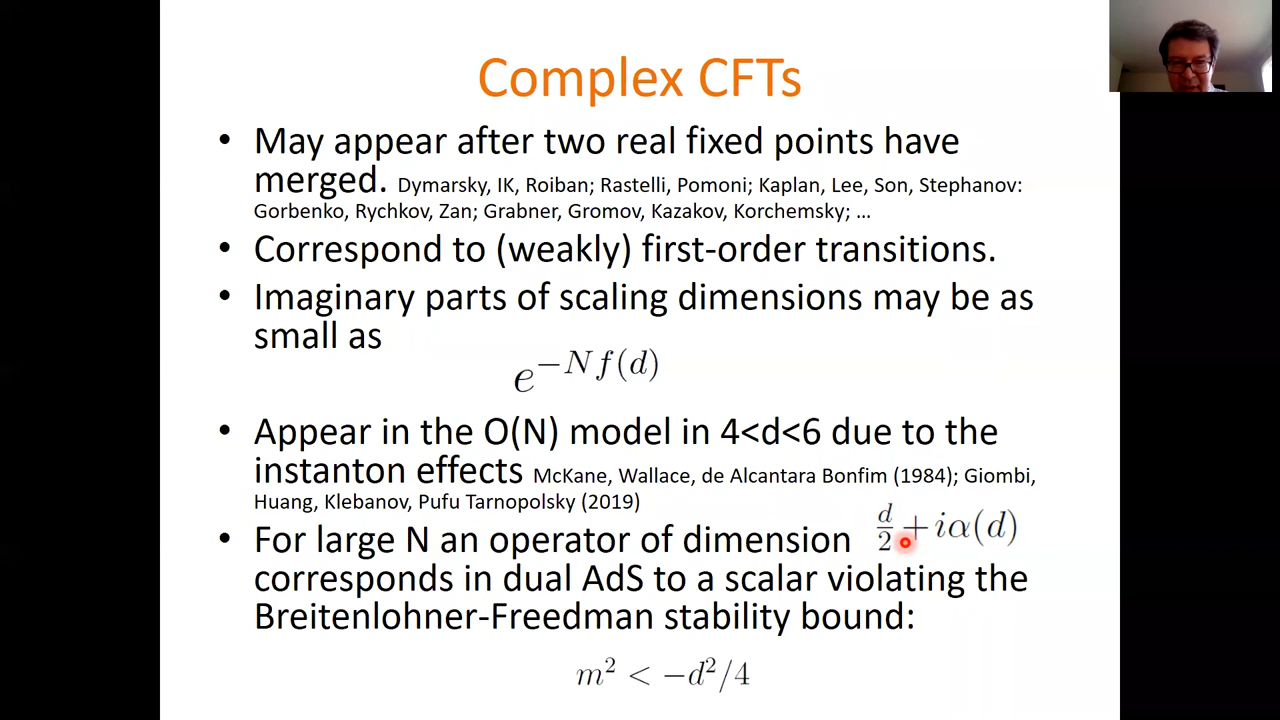 Complex CFTs
• May appear after two real fixed points have
merged. Dymarsky, IK, Roiban; Rastelli, Pomoni; Kaplan, Lee, Son, Stephanov:
Gorbenko, Rychkov, Zan; Grabner, Gromov, Kazakov, Korchemsky; …
• Correspond to (weakly) first-order transitions.
• Imaginary parts of scaling dimensions may be as
small as
e^{-N f(d)}
• Appear in the O(N) model in 4<d<6 due to the
instanton effects McKane, Wallace, de Alcantara Bonfim (1984); Giombi,
Huang, Klebanov, Pufu Tarnopolsky (2019)
• For large N an operator of dimension d/2 + iα(d)
corresponds in dual AdS to a scalar violating the
Breitenlohner-Freedman stability bound:
m² < −d²/4